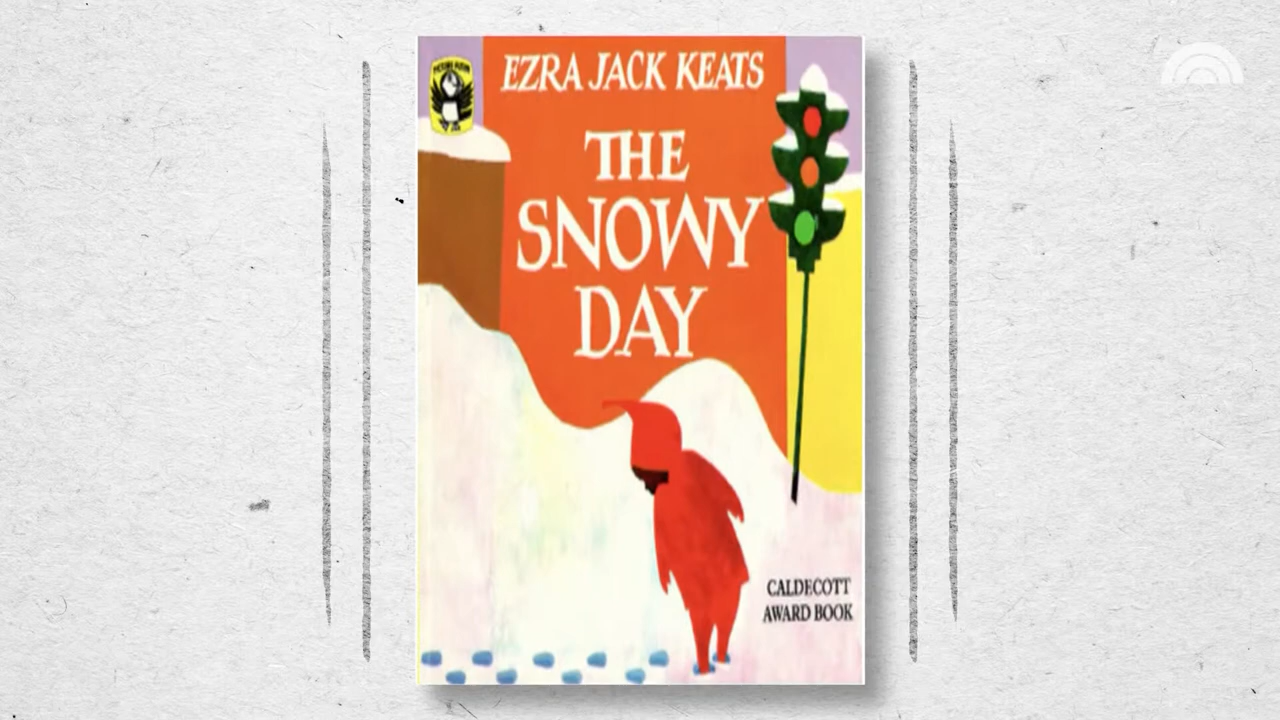 EZRA JACK KEATS
THE
SNOWY
DAY
CALDECOTT
AWARD BOOK